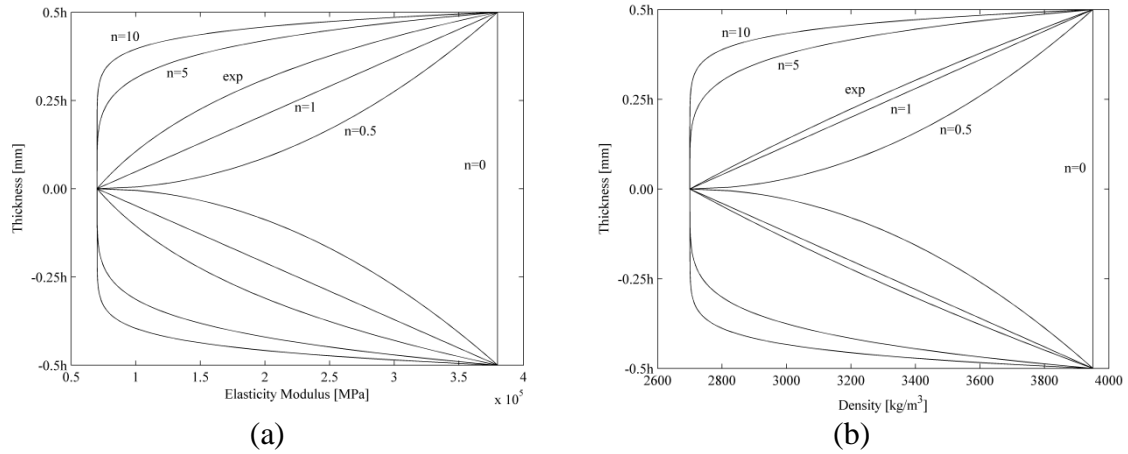 0.5h
n=10
n=5
exp
0.25h
n=1
n=0.5
n=0
0.00
Thickness [mm]
-0.25h
-0.5h
0.5 1 1.5 2 2.5 3 3.5 4
Elasticity Modulus [MPa]
x 10^5
(a)
0.5h
n=10
n=5
exp
0.25h
n=1
n=0.5
n=0
0.00
Thickness [mm]
-0.25h
-0.5h
2600 2800 3000 3200 3400 3600 3800 4000
Density [kg/m³]
(b)